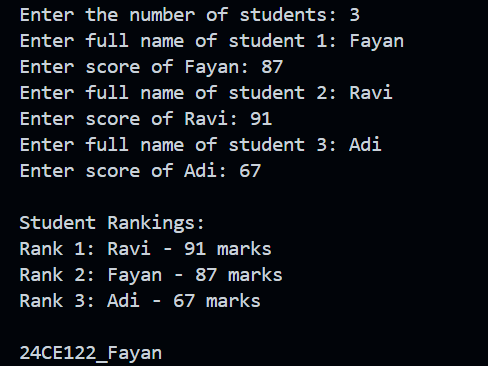 Enter the number of students: 3
Enter full name of student 1: Fayan
Enter score of Fayan: 87
Enter full name of student 2: Ravi
Enter score of Ravi: 91
Enter full name of student 3: Adi
Enter score of Adi: 67
Student Rankings:
Rank 1: Ravi - 91 marks
Rank 2: Fayan - 87 marks
Rank 3: Adi - 67 marks
24CE122_Fayan